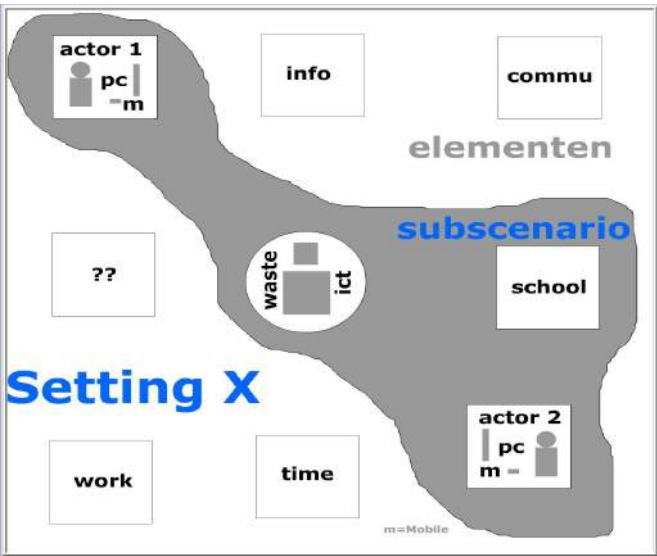 actor 1
pc
m
info
commu
elementen
subscenario
??
waste
ict
school
Setting X
actor 2
pc
m
work
time
m=Mobile